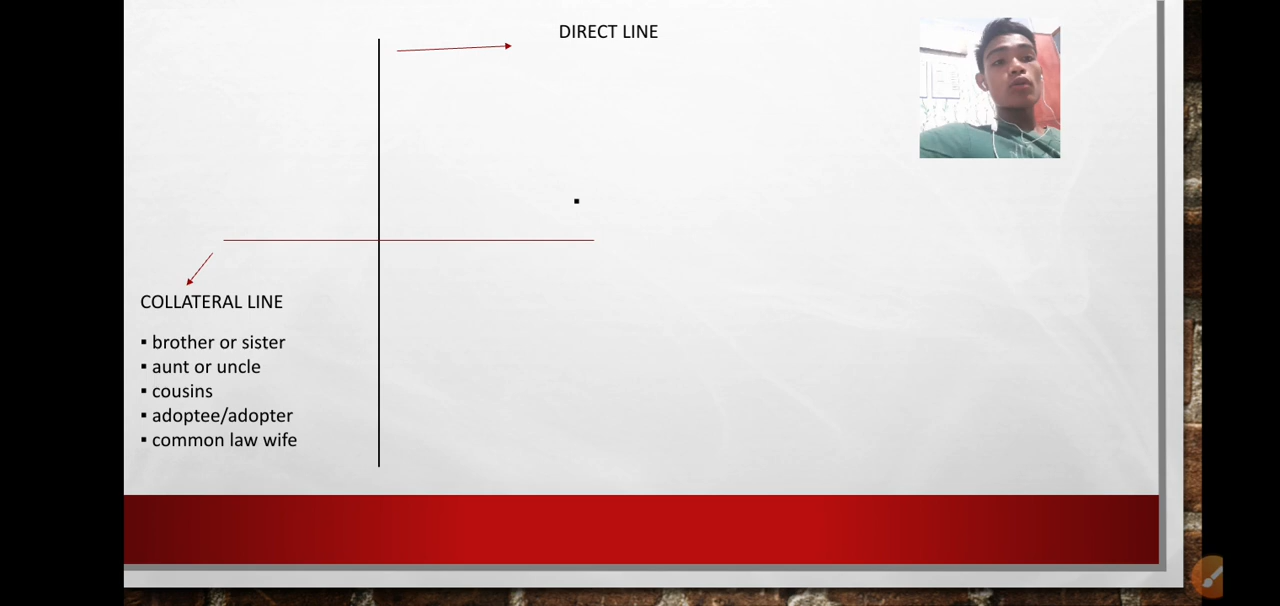 DIRECT LINE
▪
COLLATERAL LINE
▪ brother or sister
▪ aunt or uncle
▪ cousins
▪ adoptee/adopter
▪ common law wife